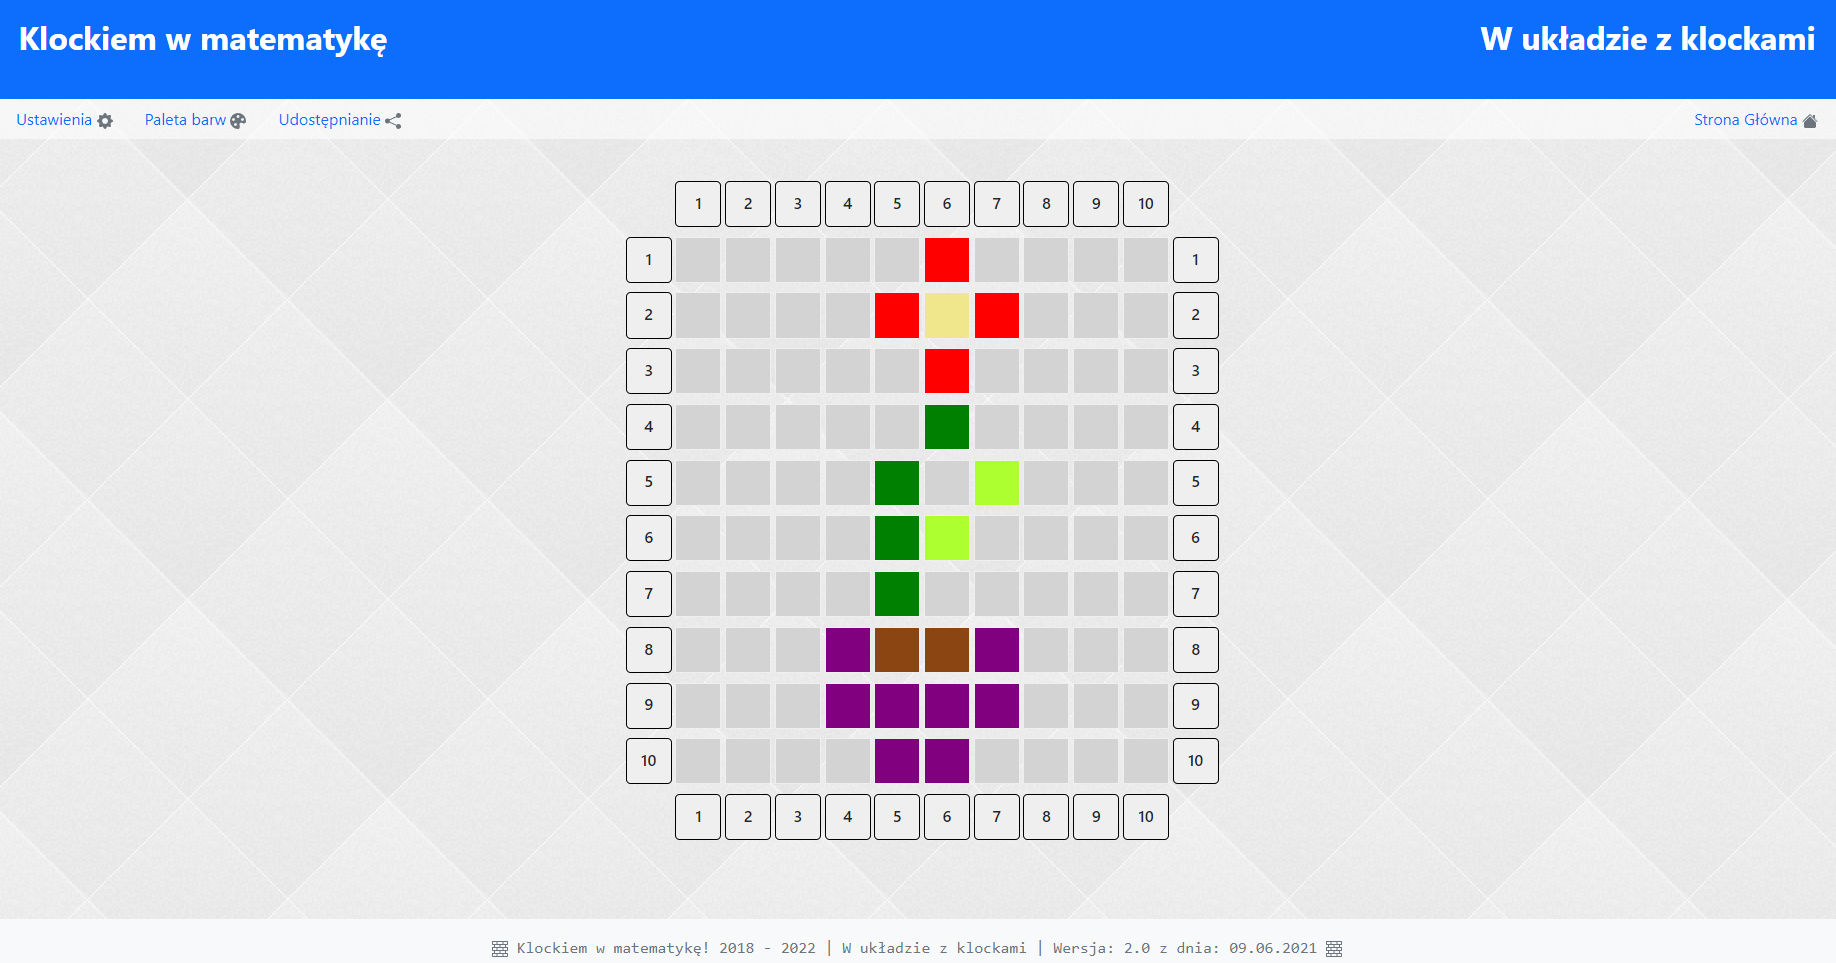 Klockiem w matematykę
W układzie z klockami
Ustawienia
Paleta barw
Udostępnianie
Strona Główna
1 2 3 4 5 6 7 8 9 10
1 1
2 2
3 3
4 4
5 5
6 6
7 7
8 8
9 9
10 10
1 2 3 4 5 6 7 8 9 10
Klockiem w matematykę! 2018 - 2022 | W układzie z klockami | Wersja: 2.0 z dnia: 09.06.2021